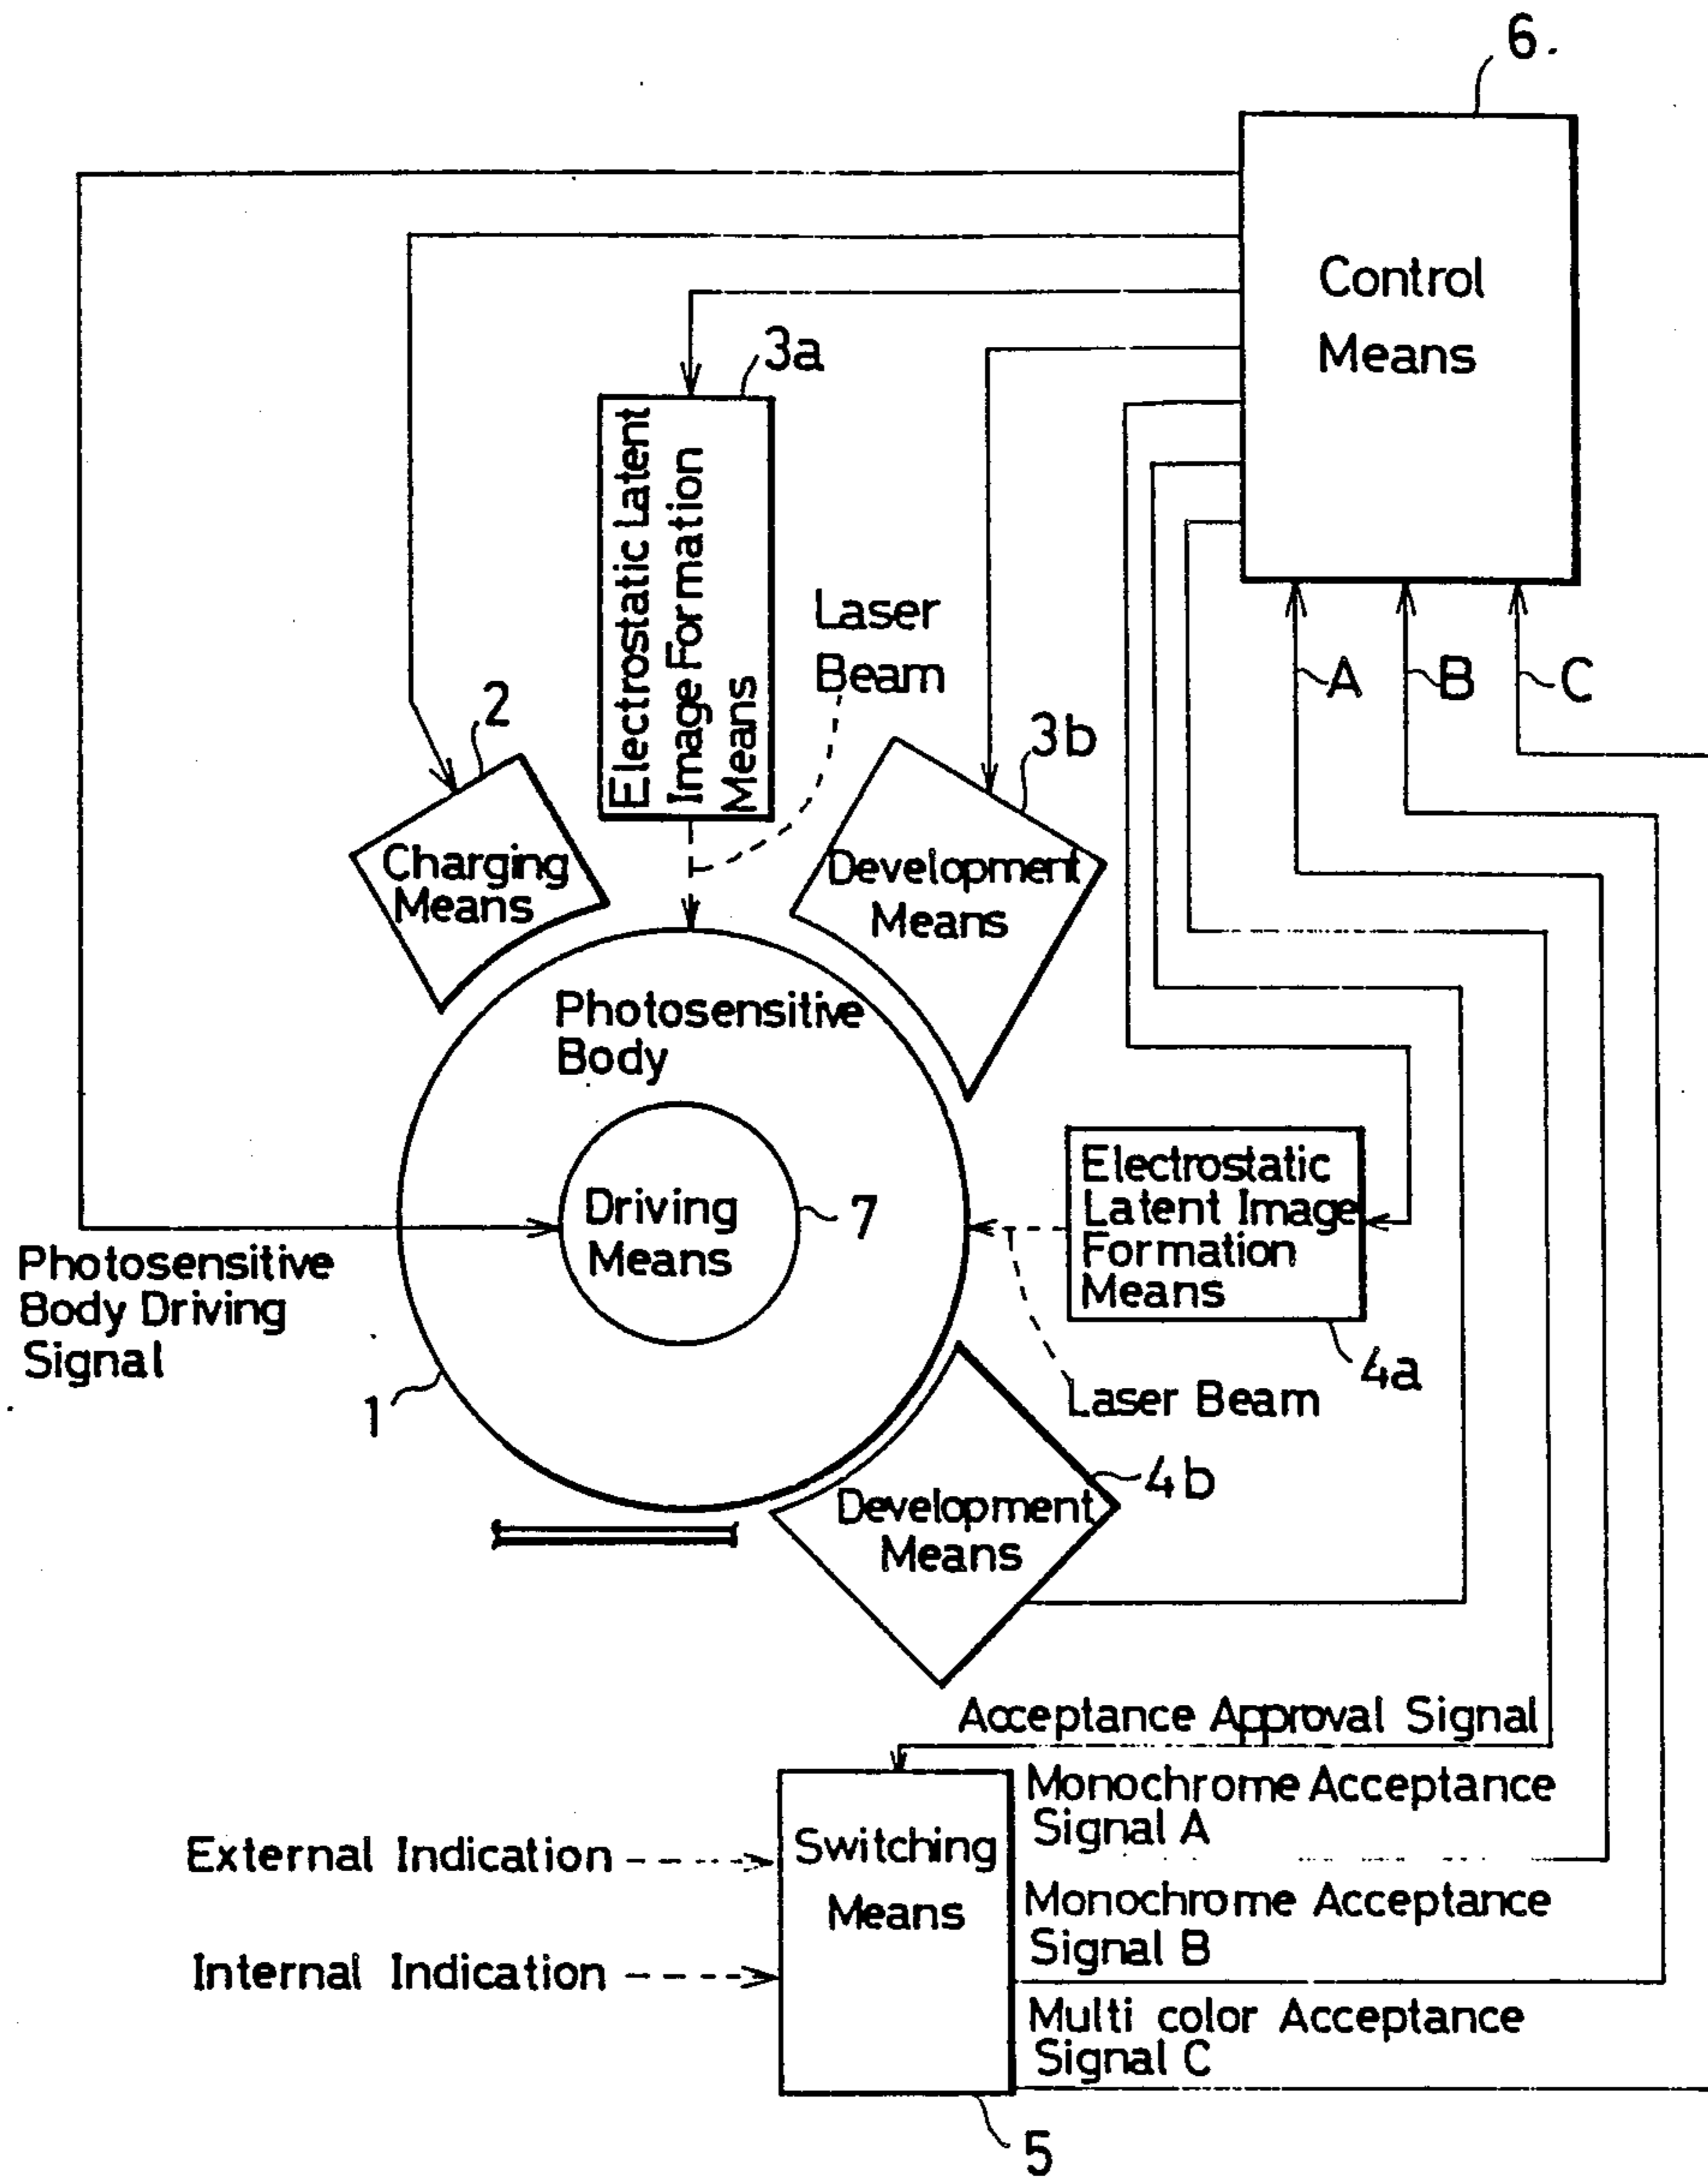 6.
Control
Means
3a
Electrostatic Latent
Image Formation
Means
Laser
Beam
A
B
C
2
3b
Charging
Means
Development
Means
Photosensitive
Body
Electrostatic
Latent Image
Formation
Means
Driving
Means
7
Photosensitive
Body Driving
Signal
4a
1
Laser Beam
4b
Development
Means
Acceptance Approval Signal
Monochrome Acceptance
Signal A
Switching
Means
External Indication
Monochrome Acceptance
Signal B
Internal Indication
Multi color Acceptance
Signal C
5